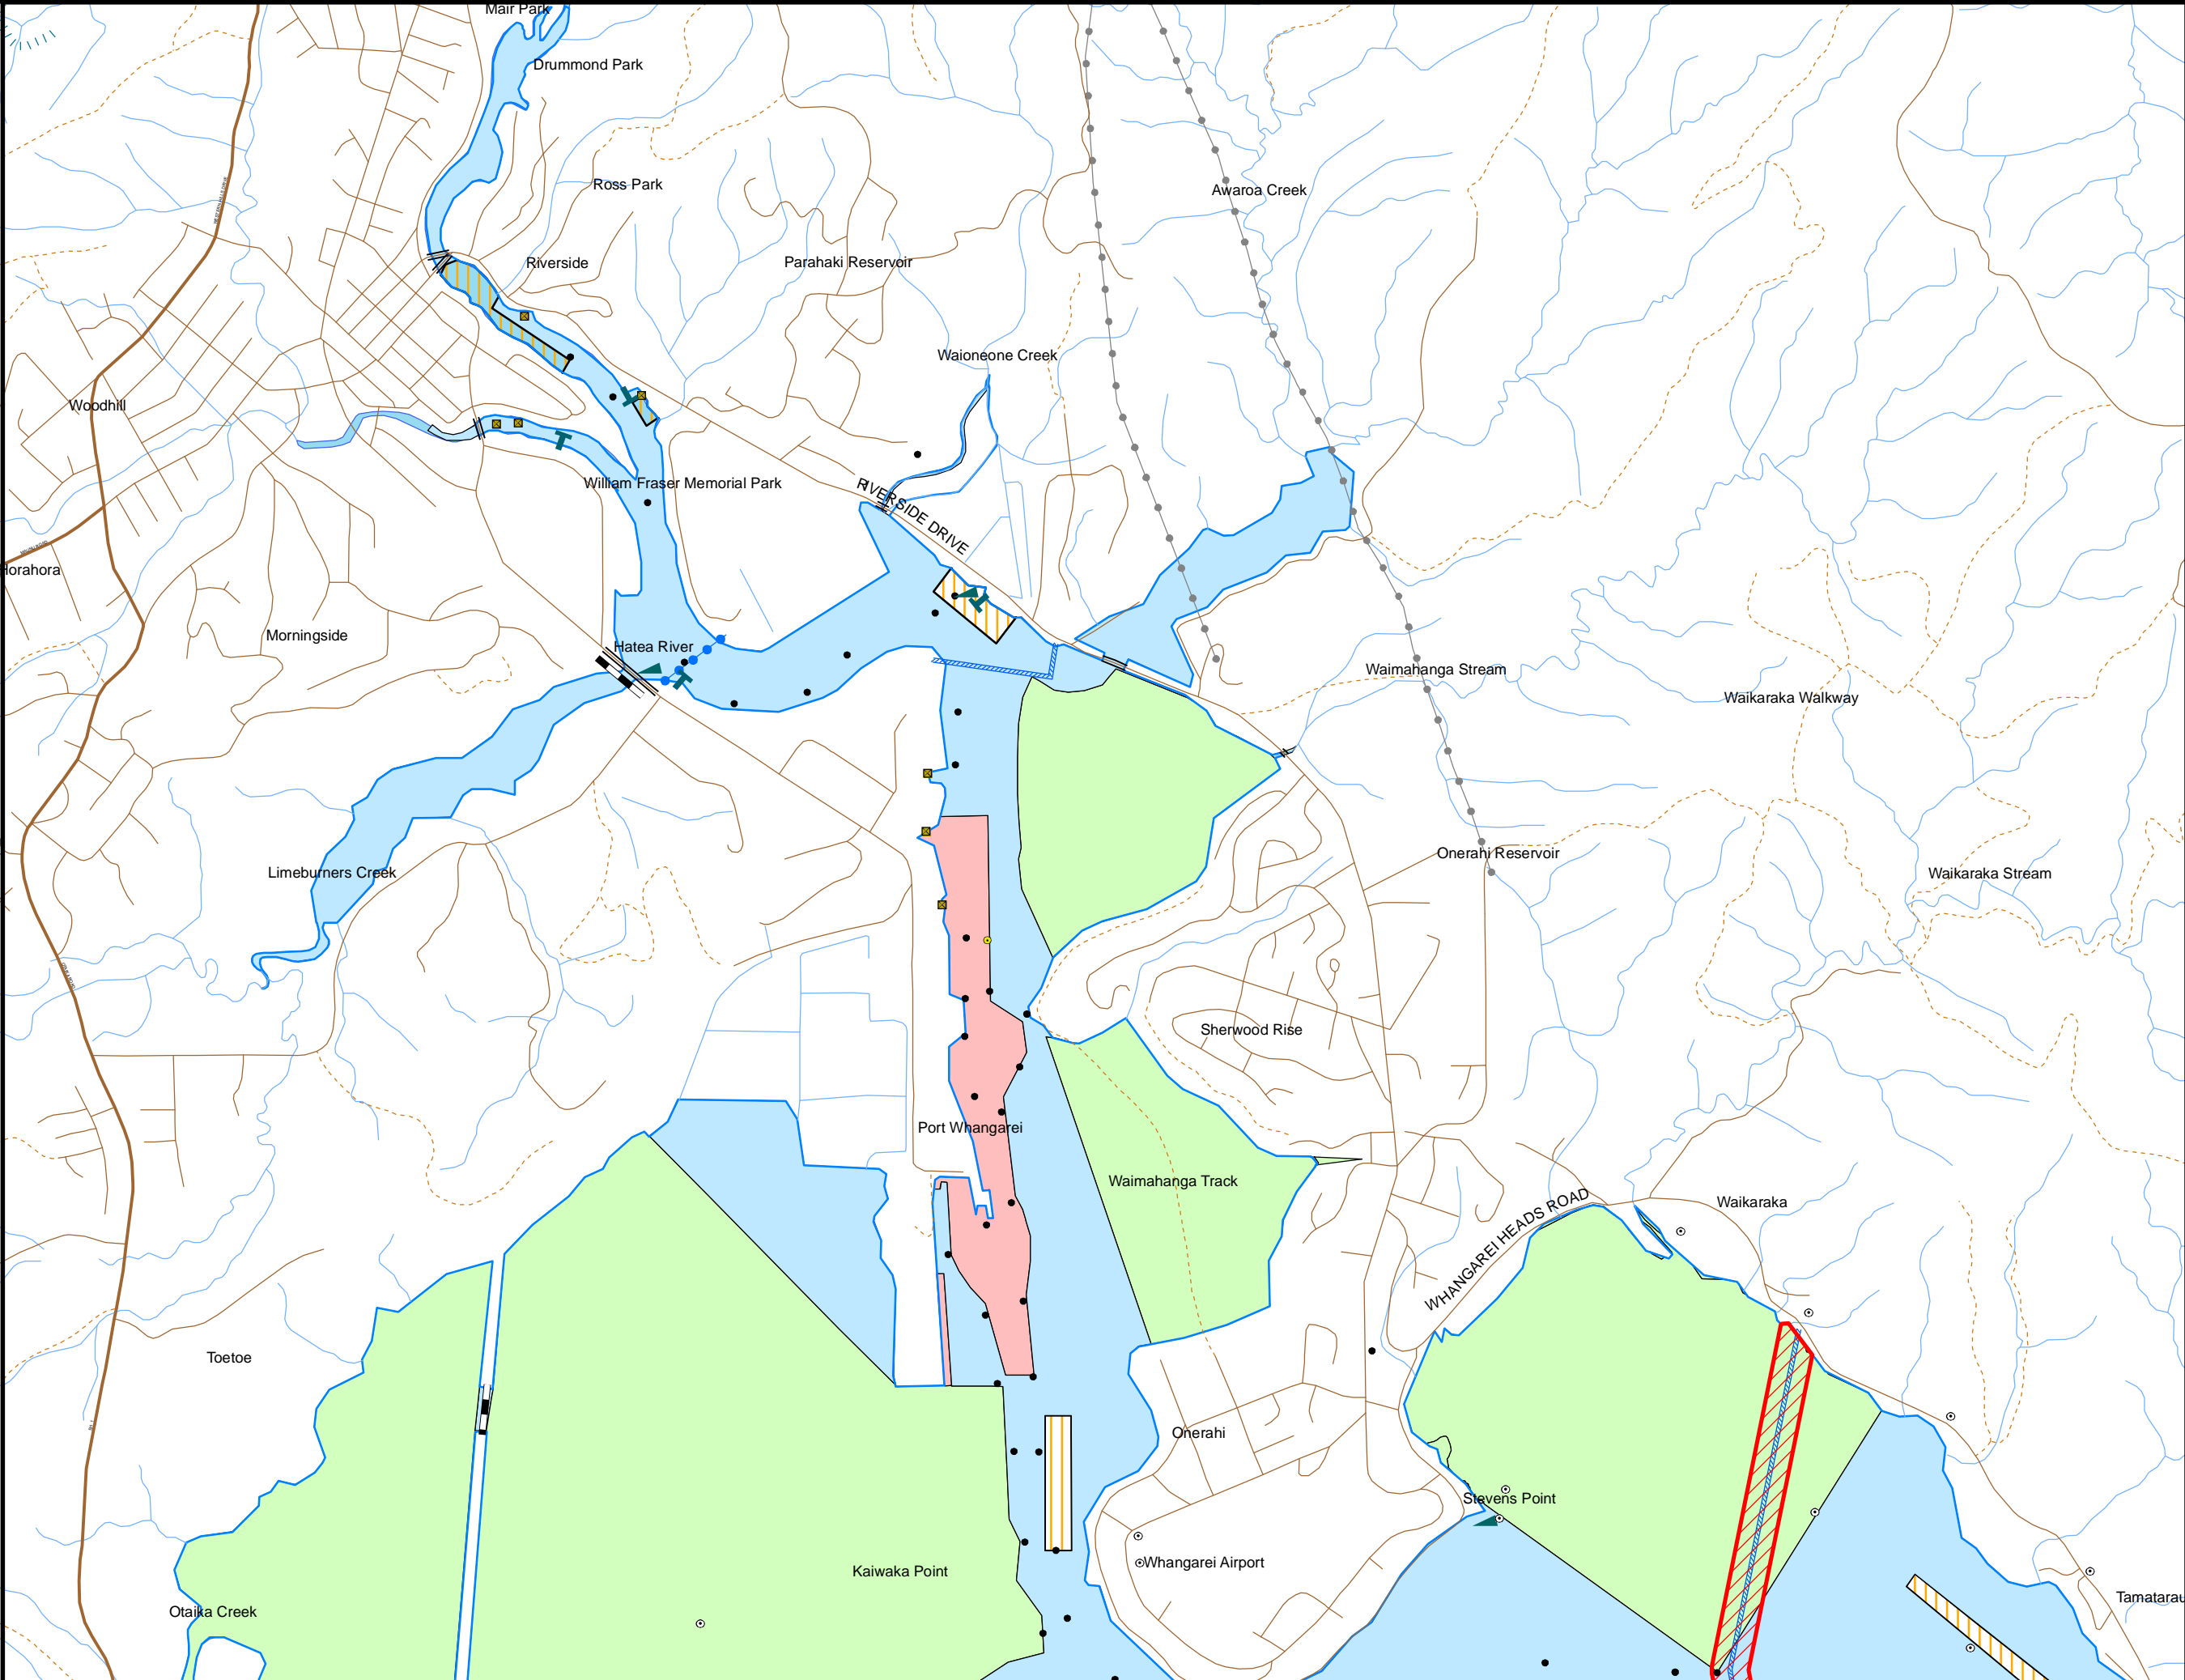 Mair Park
Drummond Park
Ross Park
Awaroa Creek
Riverside
Parahaki Reservoir
Waioneone Creek
Woodhill
William Fraser Memorial Park
RIVERSIDE DRIVE
Horahora
Morningside
Hatea River
Waimahanga Stream
Waikaraka Walkway
Onerahi Reservoir
Limeburners Creek
Waikaraka Stream
Sherwood Rise
Port Whangarei
Waimahanga Track
Waikaraka
WHANGAREI HEADS ROAD
Toetoe
Onerahi
Stevens Point
Whangarei Airport
Kaiwaka Point
Tamatarau
Otaika Creek